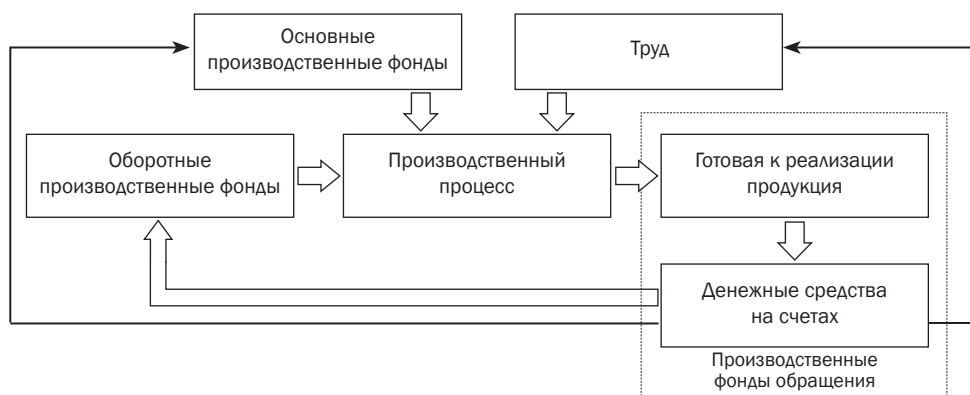 Основные
производственные фонды
Труд
Оборотные
производственные фонды
Производственный
процесс
Готовая к реализации
продукция
Денежные средства
на счетах
Производственные
фонды обращения